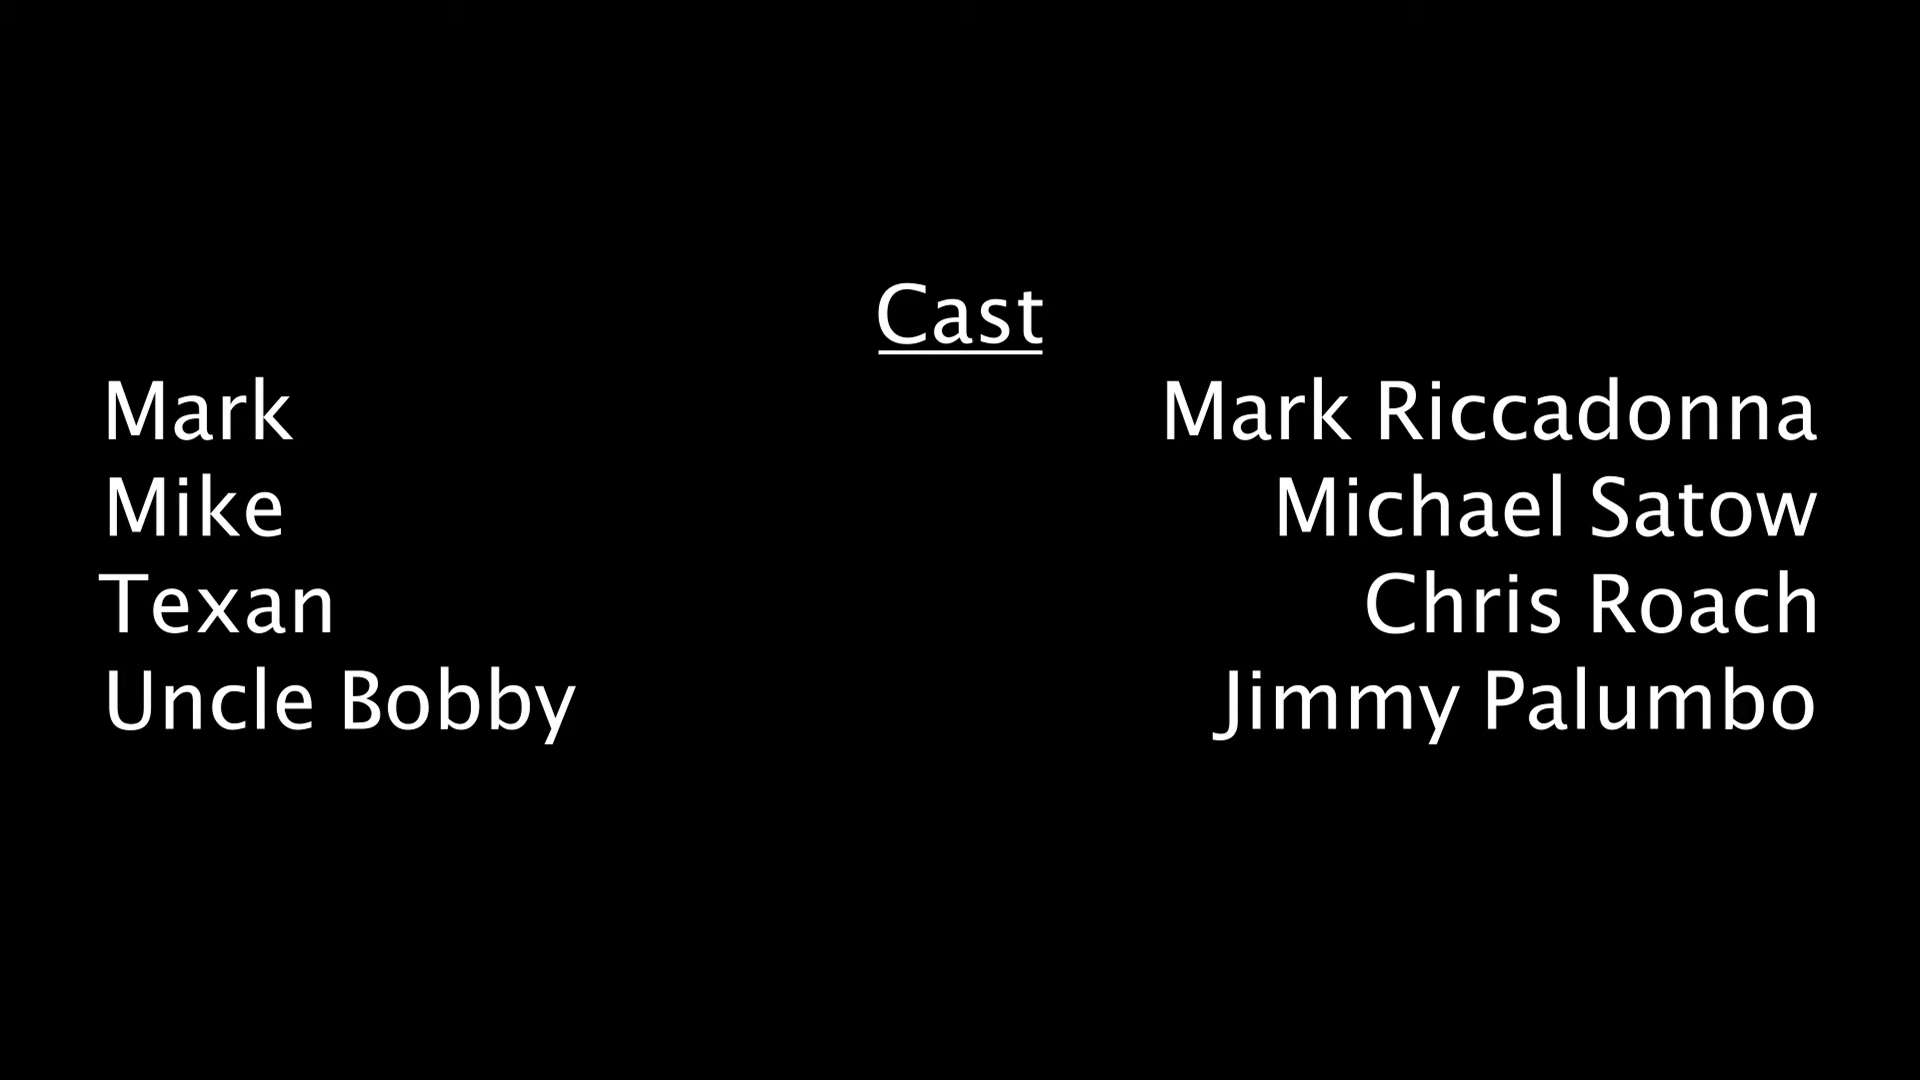 Cast
Mark Mark Riccadonna
Mike Michael Satow
Texan Chris Roach
Uncle Bobby Jimmy Palumbo